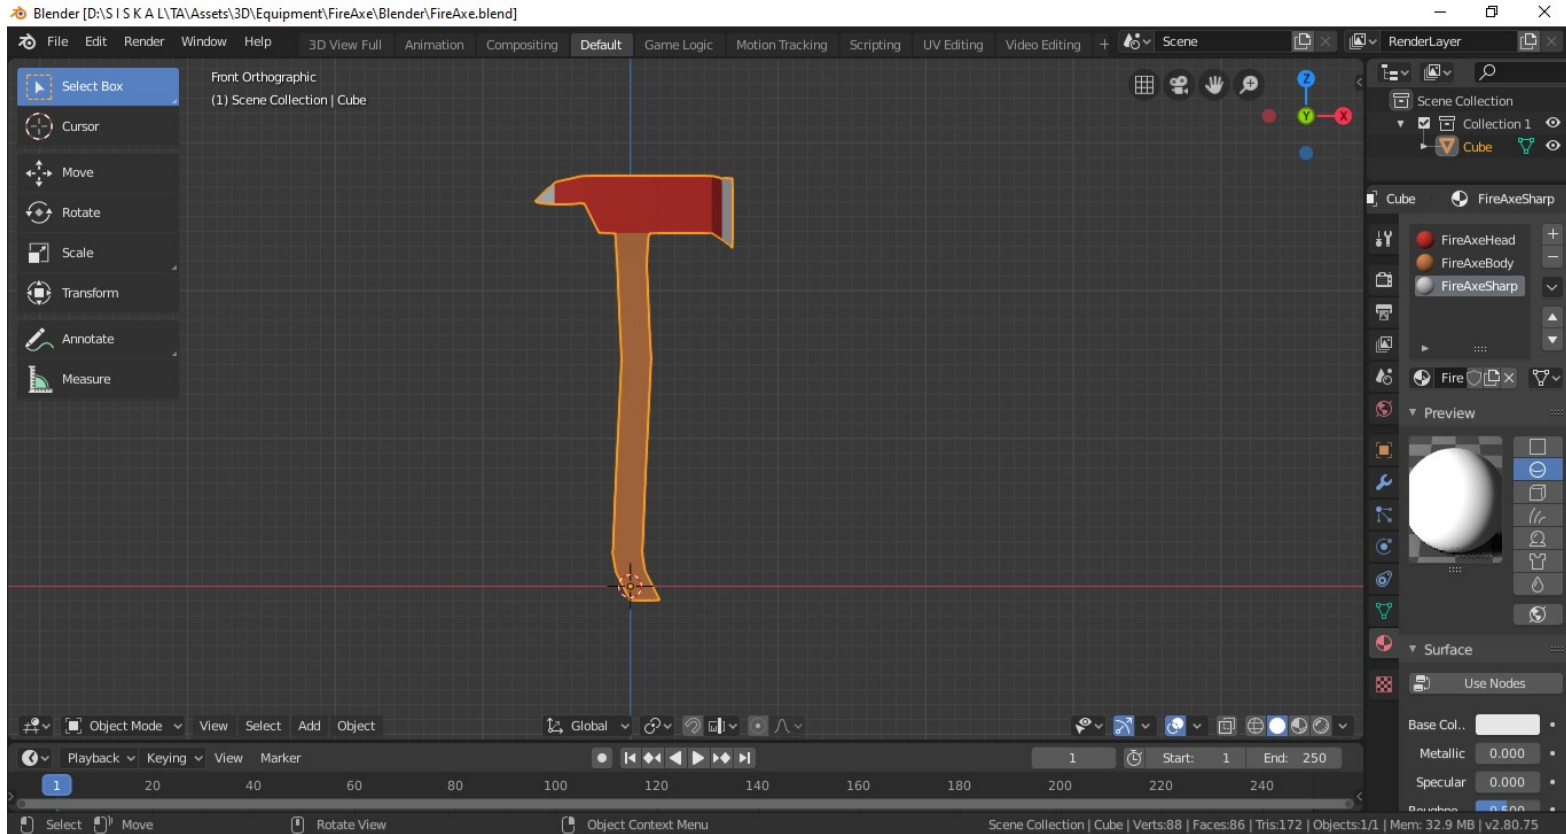 Blender [D:\S I S K A L\TA\Assets\3D\Equipment\FireAxe\Blender\FireAxe.blend]
File Edit Render Window Help 3D View Full Animation Compositing Default Game Logic Motion Tracking Scripting UV Editing Video Editing + Scene RenderLayer
Select Box
Cursor
Move
Rotate
Scale
Transform
Annotate
Measure
Front Orthographic
(1) Scene Collection | Cube
Z
Y
X
Scene Collection
Collection 1
Cube
Cube FireAxeSharp
FireAxeHead
FireAxeBody
FireAxeSharp
Fire
Preview
Surface
Use Nodes
Base Col..
Metallic 0.000
Specular 0.000
Roughne 0.500
Object Mode View Select Add Object Global
Playback Keying View Marker 1 Start: 1 End: 250
1 20 40 60 80 100 120 140 160 180 200 220 240
Select Move Rotate View Object Context Menu Scene Collection | Cube | Verts:88 | Faces:86 | Tris:172 | Objects:1/1 | Mem: 32.9 MB | v2.80.75